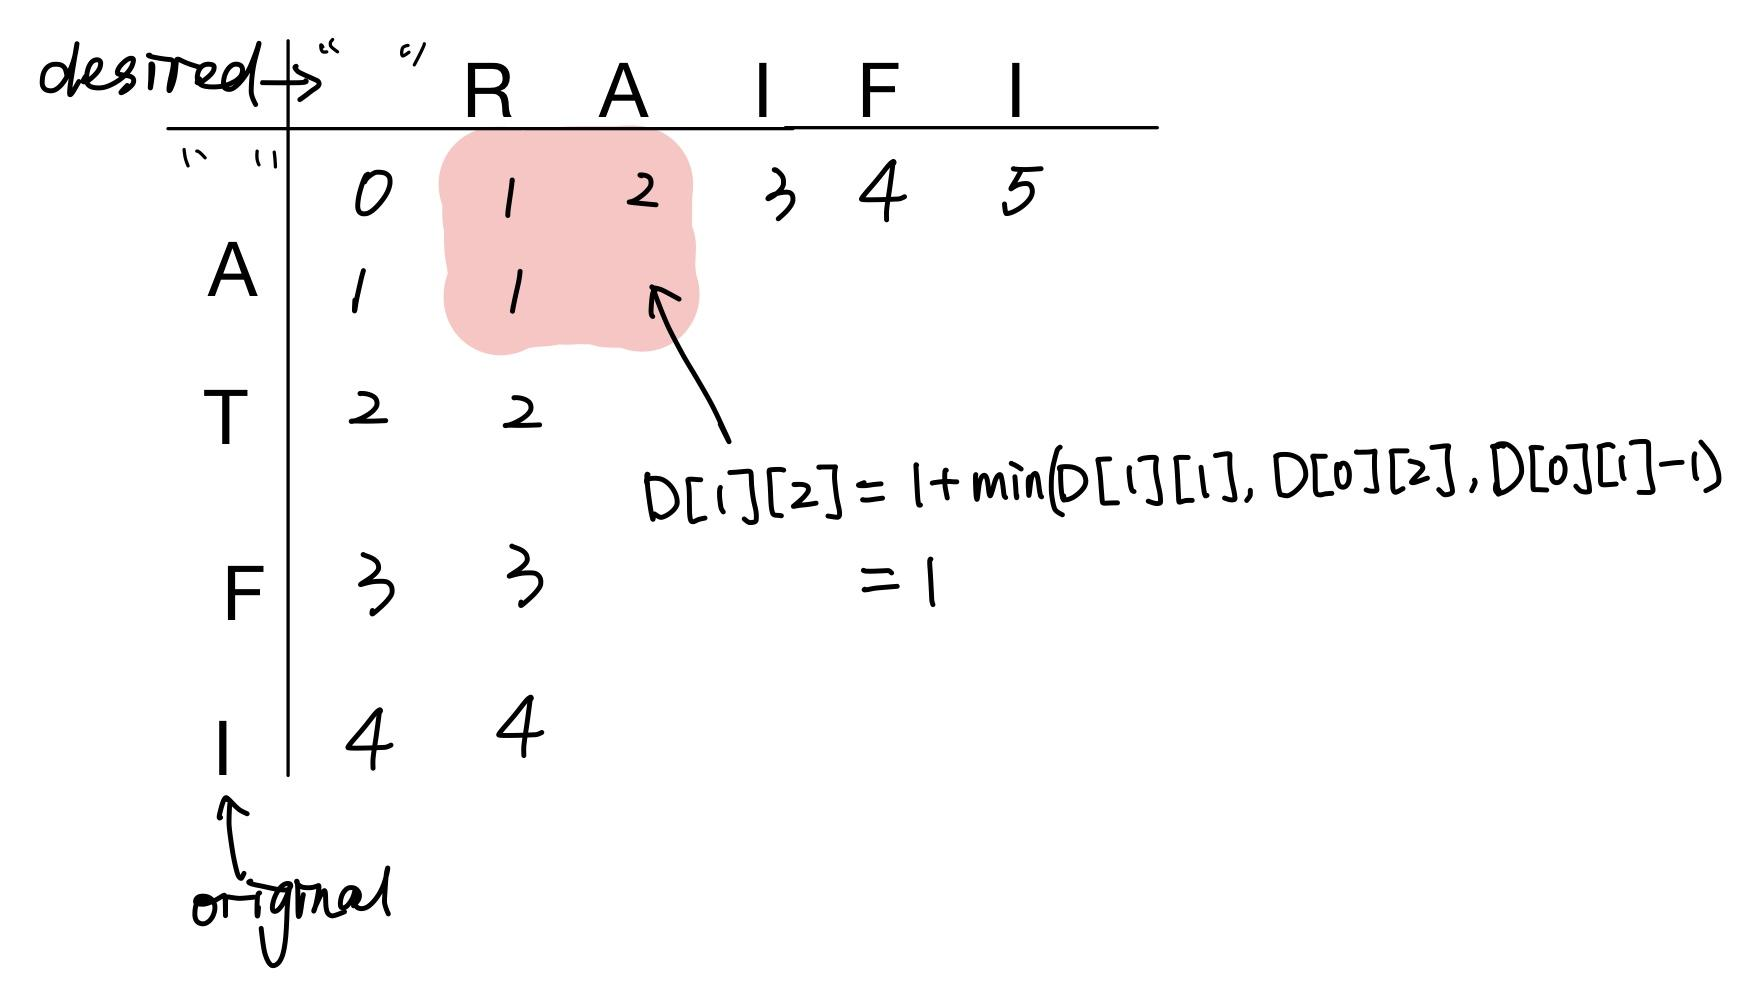 desired → “ ” R A I F I
“ ” 0 1 2 3 4 5
A 1 1
T 2 2
D[1][2] = 1+min(D[1][1], D[0][2], D[0][1]-1)
F 3 3
= 1
I 4 4
original